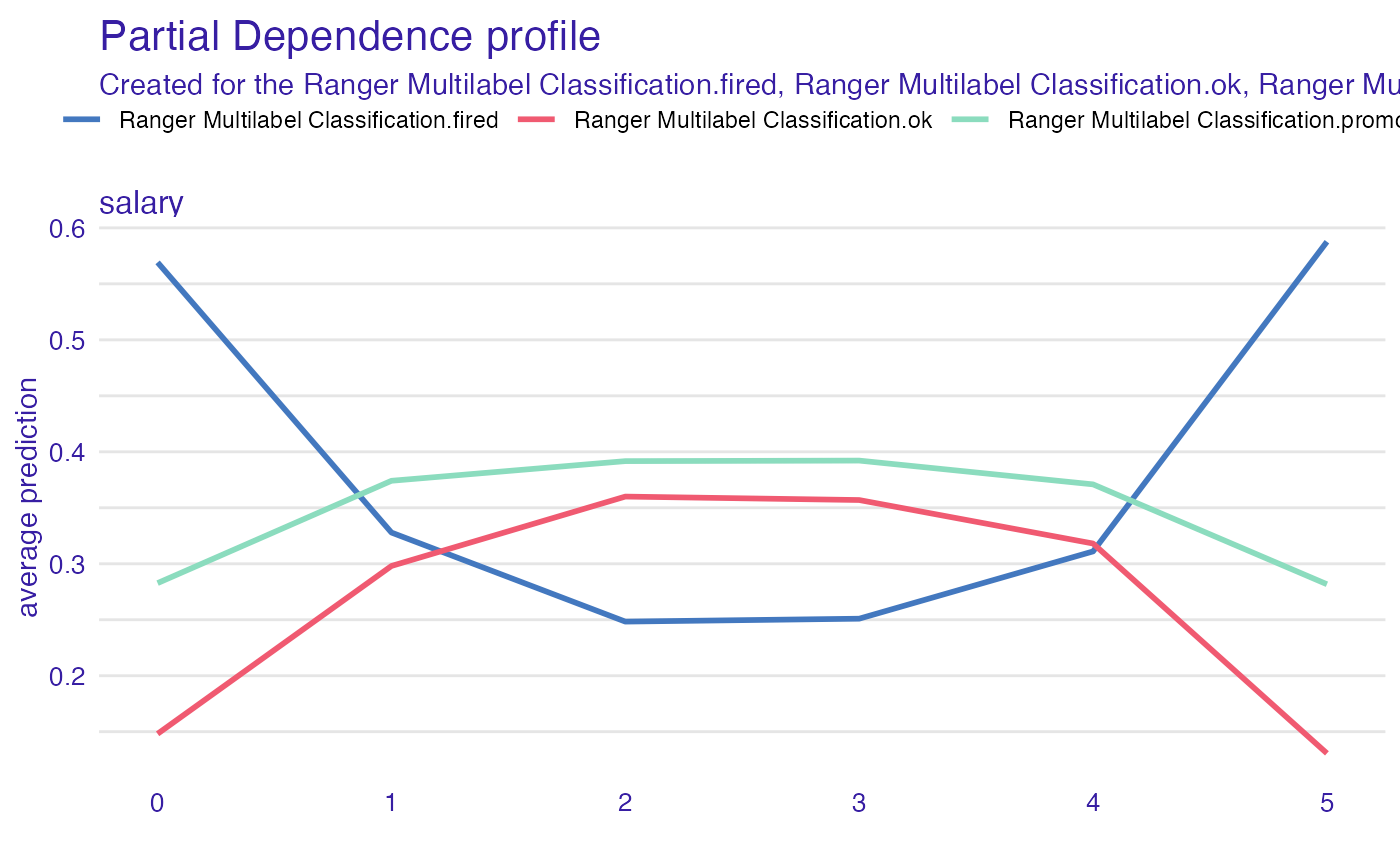 Partial Dependence profile
Created for the Ranger Multilabel Classification.fired, Ranger Multilabel Classification.ok, Ranger Mu
Ranger Multilabel Classification.fired Ranger Multilabel Classification.ok Ranger Multilabel Classification.promo
salary
0.6
0.5
0.4
0.3
0.2
average prediction
0 1 2 3 4 5